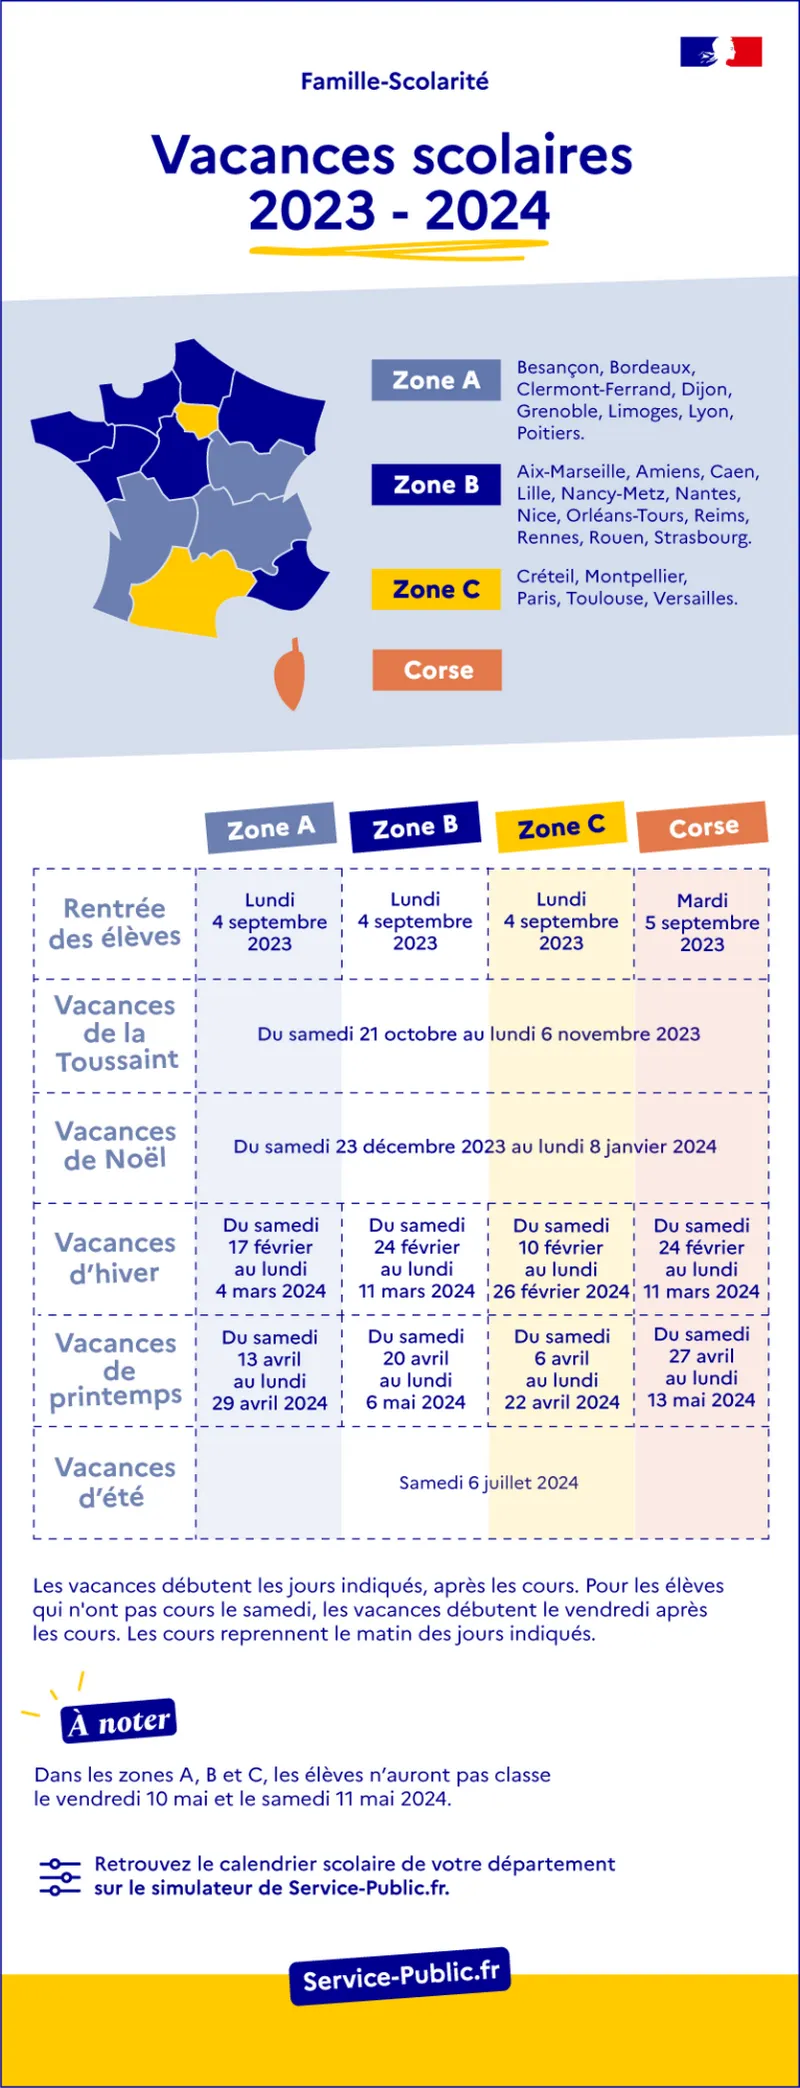 Famille-Scolarité
Vacances scolaires
2023 - 2024
Zone A
Besançon, Bordeaux,
Clermont-Ferrand, Dijon,
Grenoble, Limoges, Lyon,
Poitiers.
Zone B
Aix-Marseille, Amiens, Caen,
Lille, Nancy-Metz, Nantes,
Nice, Orléans-Tours, Reims,
Rennes, Rouen, Strasbourg.
Zone C
Créteil, Montpellier,
Paris, Toulouse, Versailles.
Corse
Zone A
Zone B
Zone C
Corse
Rentrée
des élèves
Lundi
4 septembre
2023
Lundi
4 septembre
2023
Lundi
4 septembre
2023
Mardi
5 septembre
2023
Vacances
de la
Toussaint
Du samedi 21 octobre au lundi 6 novembre 2023
Vacances
de Noël
Du samedi 23 décembre 2023 au lundi 8 janvier 2024
Vacances
d'hiver
Du samedi
17 février
au lundi
4 mars 2024
Du samedi
24 février
au lundi
11 mars 2024
Du samedi
10 février
au lundi
26 février 2024
Du samedi
24 février
au lundi
11 mars 2024
Vacances
de
printemps
Du samedi
13 avril
au lundi
29 avril 2024
Du samedi
20 avril
au lundi
6 mai 2024
Du samedi
6 avril
au lundi
22 avril 2024
Du samedi
27 avril
au lundi
13 mai 2024
Vacances
d'été
Samedi 6 juillet 2024
Les vacances débutent les jours indiqués, après les cours. Pour les élèves
qui n'ont pas cours le samedi, les vacances débutent le vendredi après
les cours. Les cours reprennent le matin des jours indiqués.
À noter
Dans les zones A, B et C, les élèves n'auront pas classe
le vendredi 10 mai et le samedi 11 mai 2024.
Retrouvez le calendrier scolaire de votre département
sur le simulateur de Service-Public.fr.
Service-Public.fr